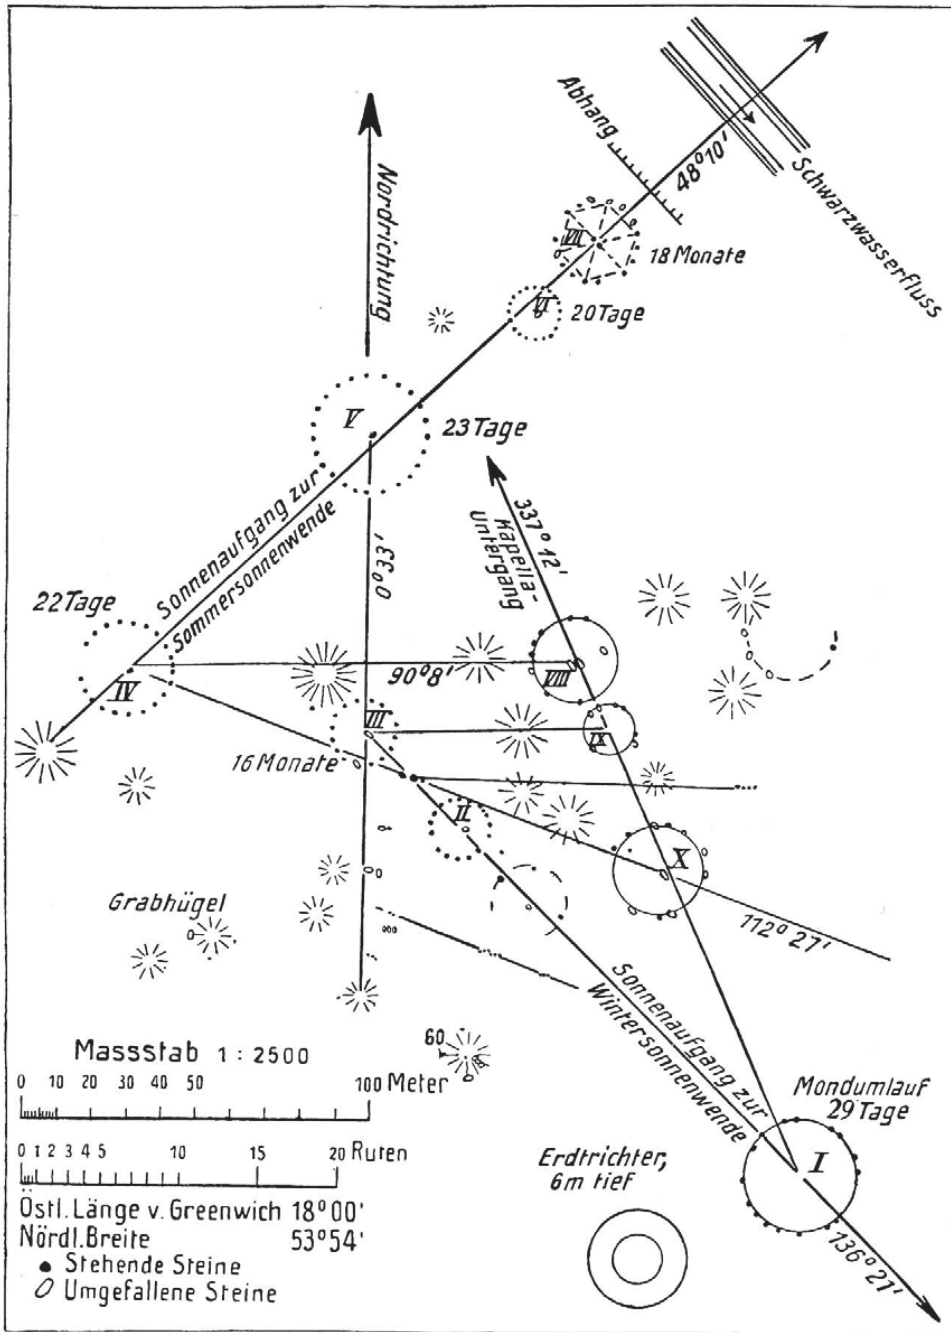 Abhang
48°10'
Schwarzwasserfluss
Nordrichtung
VII
18 Monate
VI
20 Tage
V
23 Tage
Sonnenaufgang zur
Sommersonnenwende
337°12'
Kapella-
Untergang
0°33'
22 Tage
IV
90°8'
VIII
III
IX
16 Monate
II
X
Grabhügel
112°27'
Sonnenaufgang zur
Wintersonnenwende
60
Massstab 1 : 2500
0 10 20 30 40 50 100 Meter
0 1 2 3 4 5 10 15 20 Ruten
Mondumlauf
29 Tage
I
Erdtrichter,
6m tief
136°21'
Östl. Länge v. Greenwich 18°00'
Nördl. Breite 53°54'
Stehende Steine
Umgefallene Steine